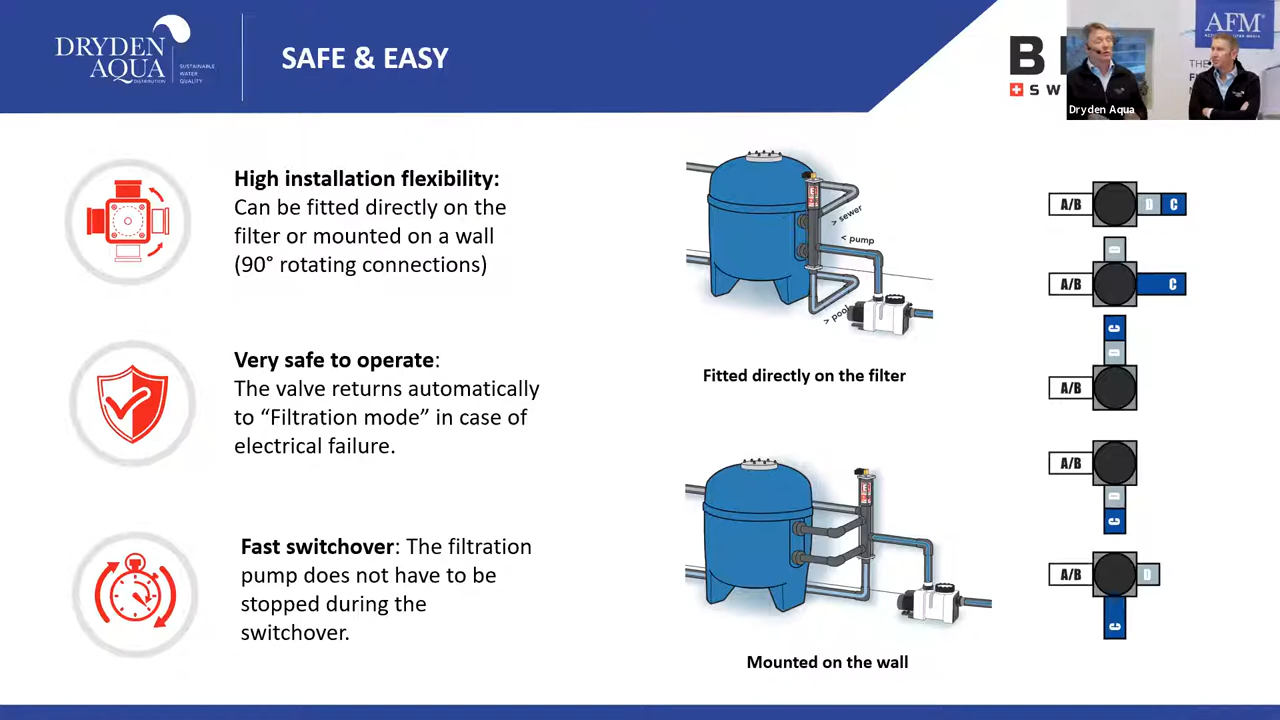 DRYDEN
AQUA
DISTRIBUTION
SUSTAINABLE
WATER
QUALITY
SAFE & EASY
B
SW
AFM
THE
Dryden Aqua
High installation flexibility:
Can be fitted directly on the
filter or mounted on a wall
(90° rotating connections)
> sewer
< pump
> pool
Fitted directly on the filter
Very safe to operate:
The valve returns automatically
to “Filtration mode” in case of
electrical failure.
Fast switchover: The filtration
pump does not have to be
stopped during the
switchover.
Mounted on the wall
A/B
D
C
D
A/B
C
C
D
A/B
A/B
D
C
A/B
D
C